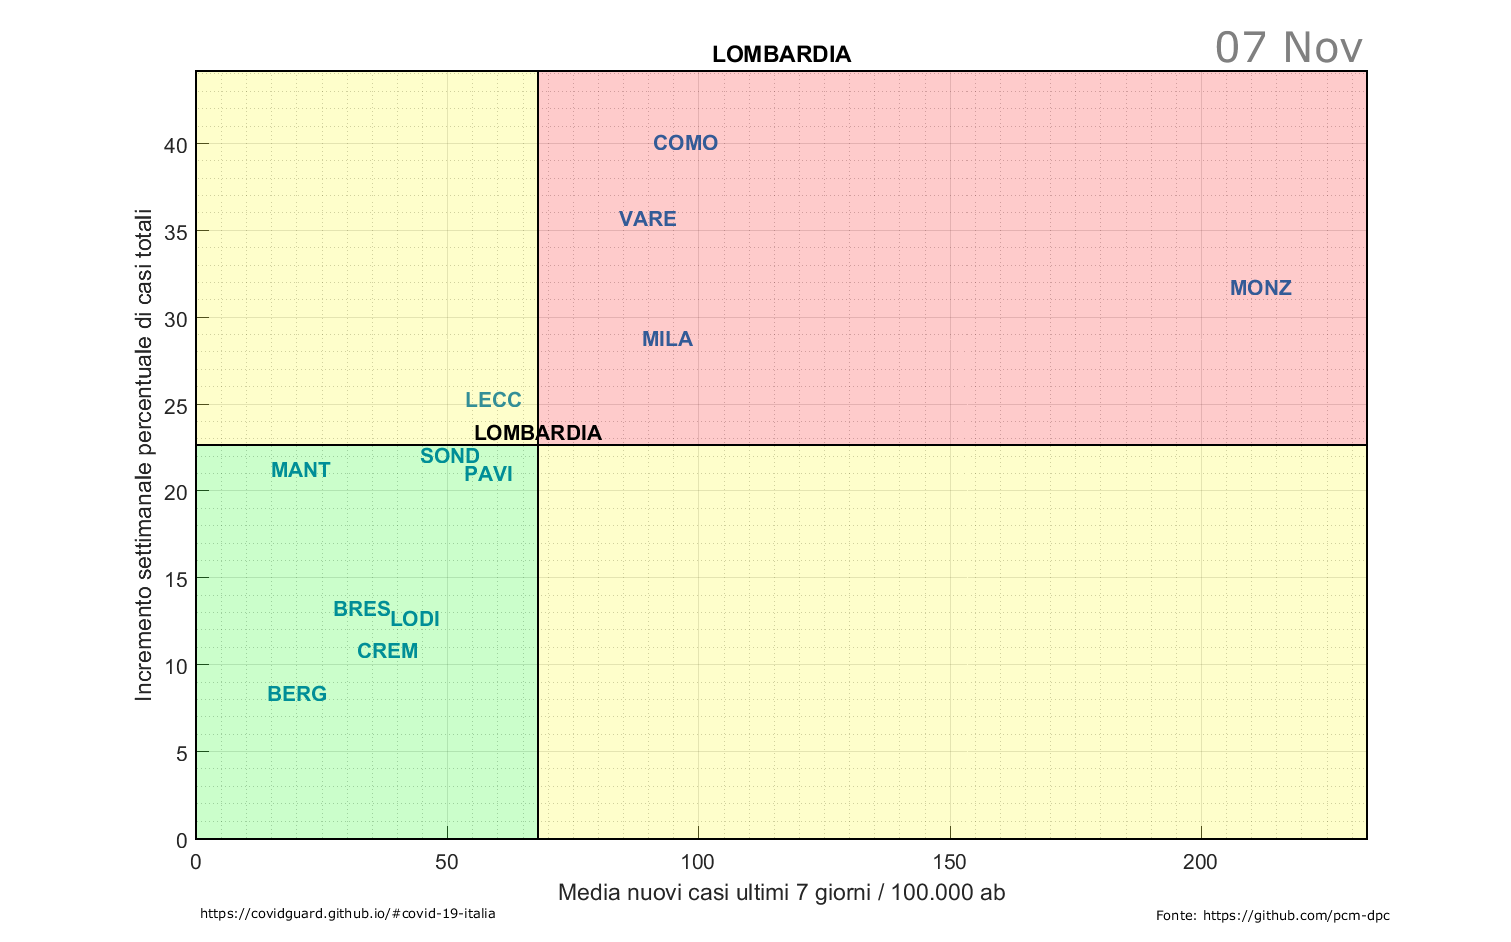 07 Nov
LOMBARDIA
COMO
VARE
MONZ
MILA
LECC
LOMBARDIA
SOND
MANT
PAVI
BRES
LODI
CREM
BERG
Incremento settimanale percentuale di casi totali
40
35
30
25
20
15
10
5
0
0 50 100 150 200
Media nuovi casi ultimi 7 giorni / 100.000 ab
https://covidguard.github.io/#covid-19-italia
Fonte: https://github.com/pcm-dpc